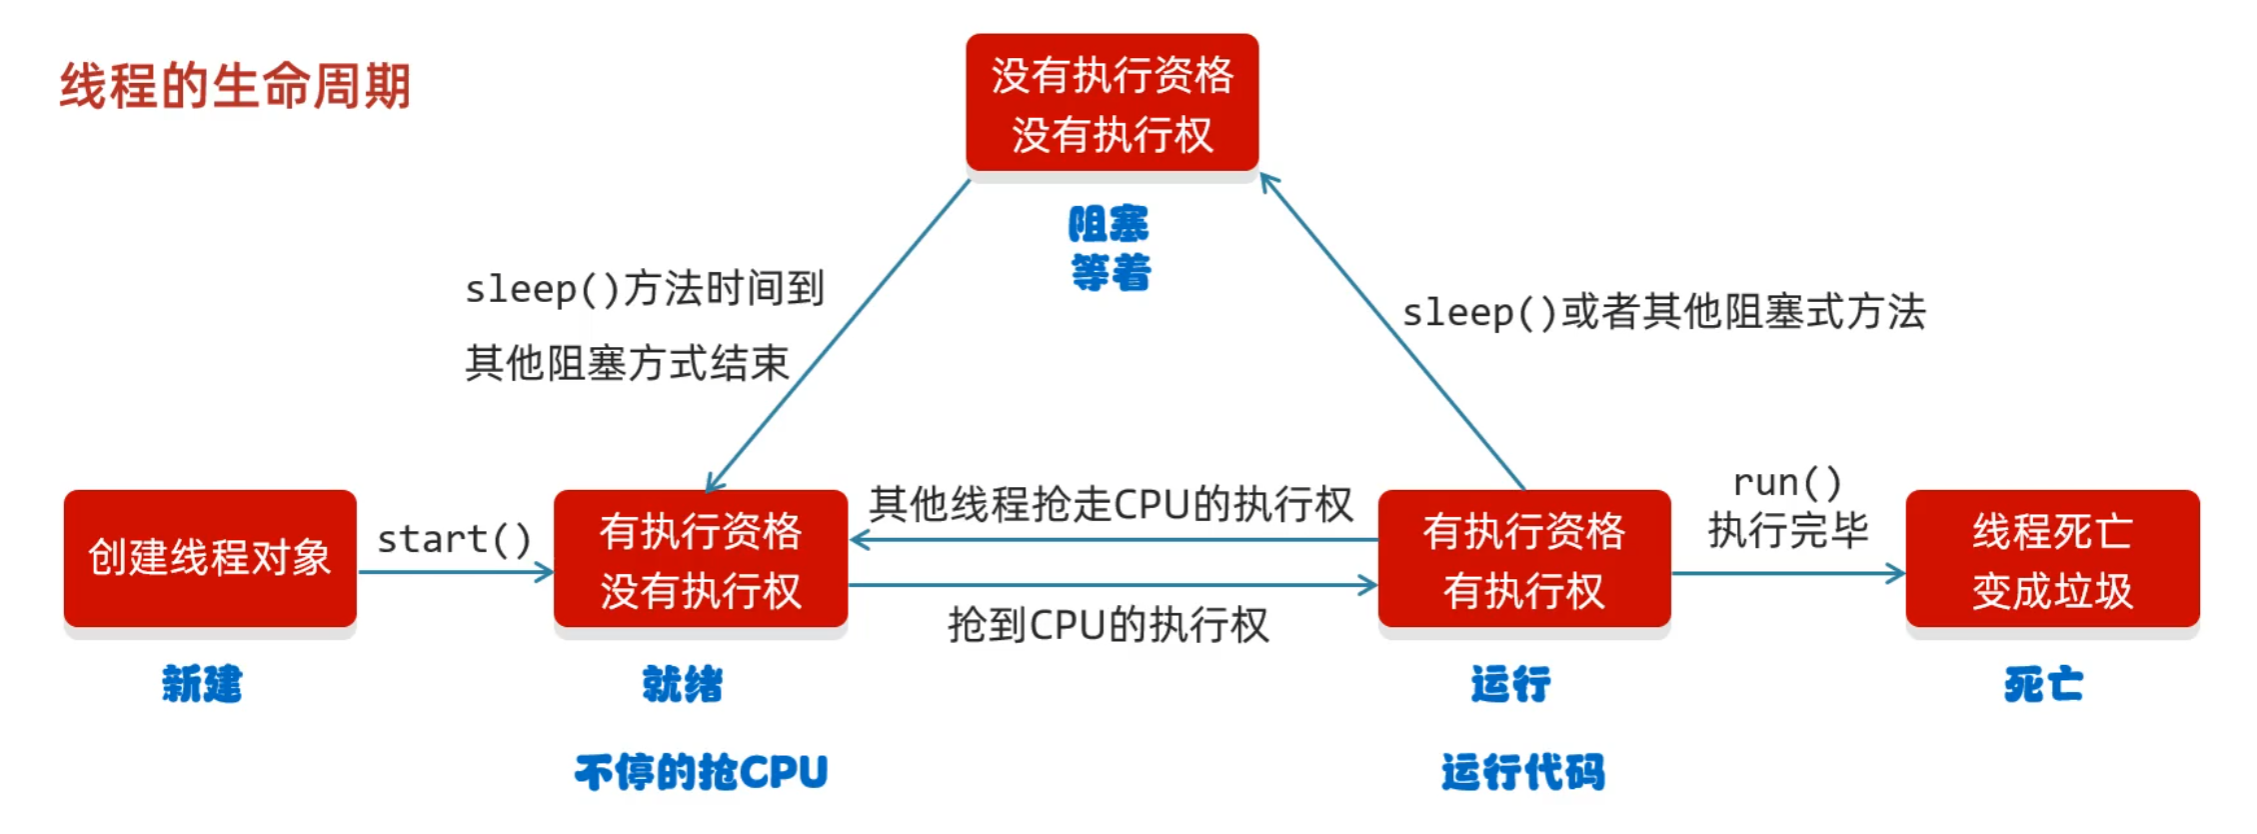 线程的生命周期
没有执行资格
没有执行权
阻塞
等着
sleep()方法时间到
其他阻塞方式结束
sleep()或者其他阻塞式方法
创建线程对象
新建
start()
有执行资格
没有执行权
就绪
不停的抢CPU
其他线程抢走CPU的执行权
抢到CPU的执行权
有执行资格
有执行权
运行
运行代码
run()
执行完毕
线程死亡
变成垃圾
死亡